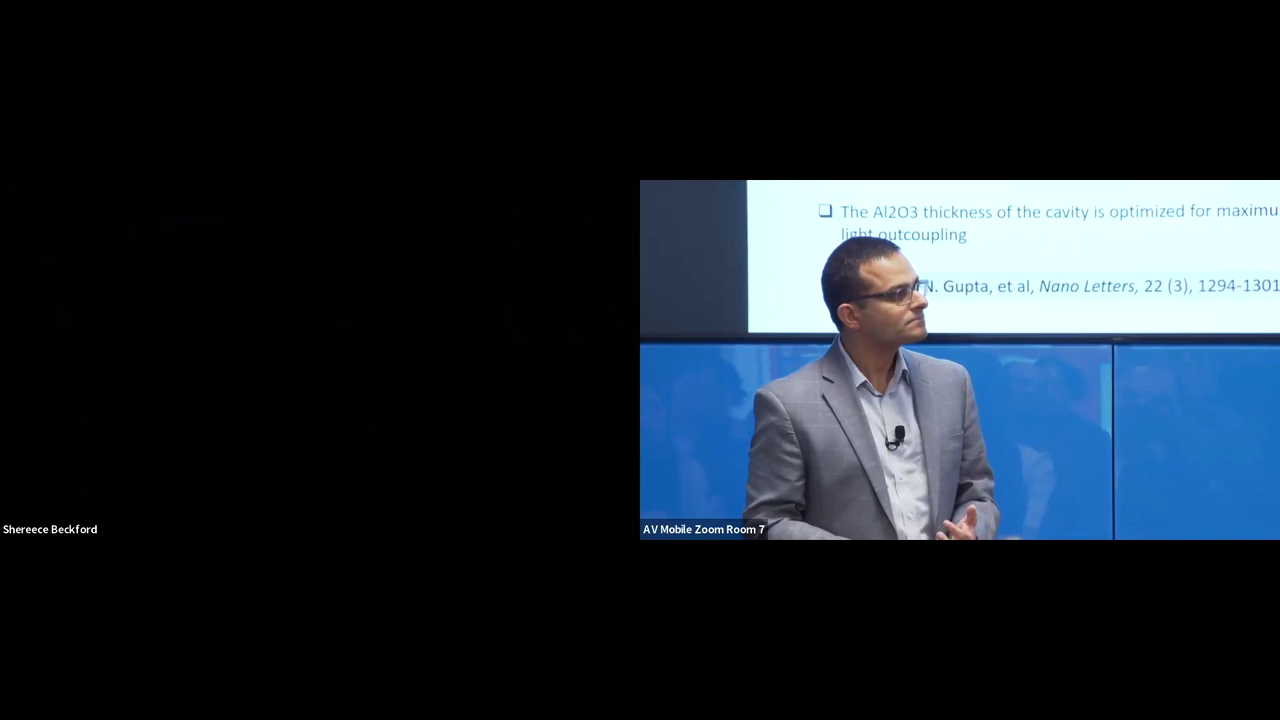 The Al2O3 thickness of the cavity is optimized for
light outcoupling
N. Gupta, et al, Nano Letters, 22 (3), 1294-1301
Shereece Beckford
AV Mobile Zoom Room 7